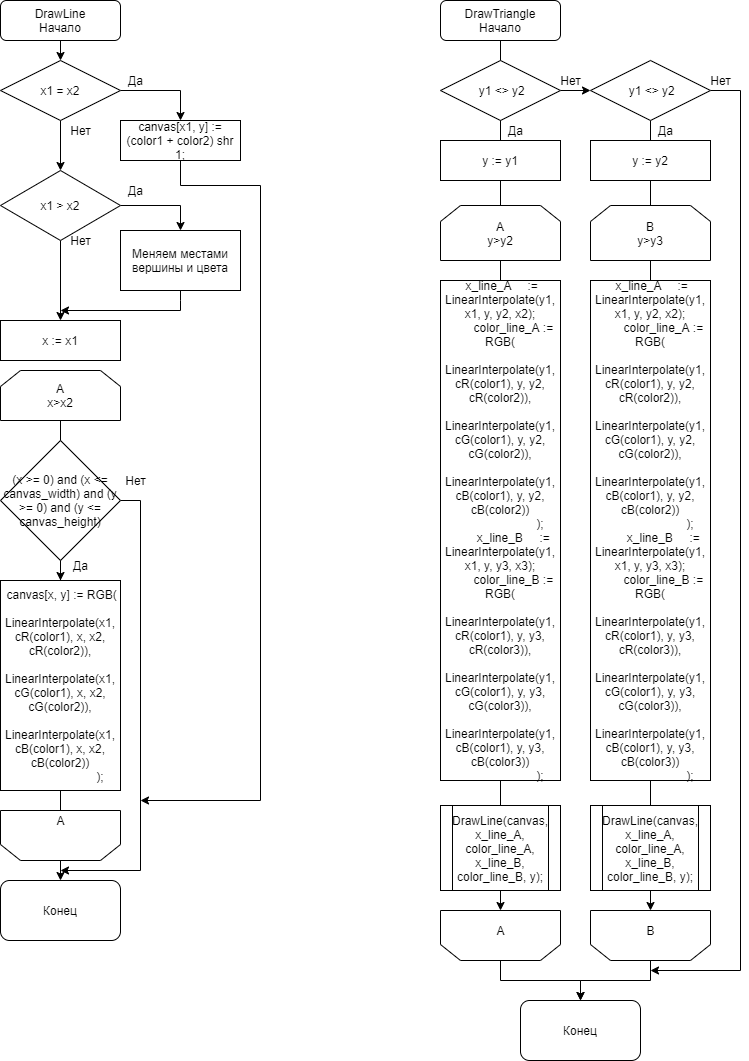 DrawLine
Начало
x1 = x2
Да
Нет
canvas[x1, y] :=
(color1 + color2) shr
1;
x1 > x2
Да
Нет
Меняем местами
вершины и цвета
x := x1
A
x>x2
(x >= 0) and (x <=
canvas_width) and (y
>= 0) and (y <=
canvas_height)
Нет
Да
canvas[x, y] := RGB(
LinearInterpolate(x1,
cR(color1), x, x2,
cR(color2)),
LinearInterpolate(x1,
cG(color1), x, x2,
cG(color2)),
LinearInterpolate(x1,
cB(color1), x, x2,
cB(color2))
);
A
Конец
DrawTriangle
Начало
y1 <> y2
Нет
Да
y := y1
A
y>y2
x_line_A :=
LinearInterpolate(y1,
x1, y, y2, x2);
color_line_A :=
RGB(
LinearInterpolate(y1,
cR(color1), y, y2,
cR(color2)),
LinearInterpolate(y1,
cG(color1), y, y2,
cG(color2)),
LinearInterpolate(y1,
cB(color1), y, y2,
cB(color2))
);
x_line_B :=
LinearInterpolate(y1,
x1, y, y3, x3);
color_line_B :=
RGB(
LinearInterpolate(y1,
cR(color1), y, y3,
cR(color3)),
LinearInterpolate(y1,
cG(color1), y, y3,
cG(color3)),
LinearInterpolate(y1,
cB(color1), y, y3,
cB(color3))
);
DrawLine(canvas,
x_line_A,
color_line_A,
x_line_B,
color_line_B, y);
A
y1 <> y2
Нет
Да
y := y2
B
y>y3
x_line_A :=
LinearInterpolate(y1,
x1, y, y2, x2);
color_line_A :=
RGB(
LinearInterpolate(y1,
cR(color1), y, y2,
cR(color2)),
LinearInterpolate(y1,
cG(color1), y, y2,
cG(color2)),
LinearInterpolate(y1,
cB(color1), y, y2,
cB(color2))
);
x_line_B :=
LinearInterpolate(y1,
x1, y, y3, x3);
color_line_B :=
RGB(
LinearInterpolate(y1,
cR(color1), y, y3,
cR(color3)),
LinearInterpolate(y1,
cG(color1), y, y3,
cG(color3)),
LinearInterpolate(y1,
cB(color1), y, y3,
cB(color3))
);
DrawLine(canvas,
x_line_A,
color_line_A,
x_line_B,
color_line_B, y);
B
Конец